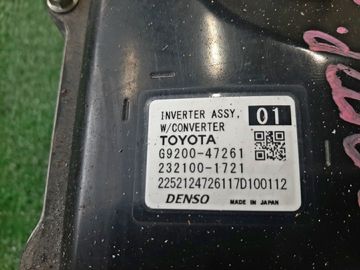 INVERTER ASSY,
W/CONVERTER
01
TOYOTA
G9200-47261
232100-1721
2252124726117D100112
DENSO MADE IN JAPAN